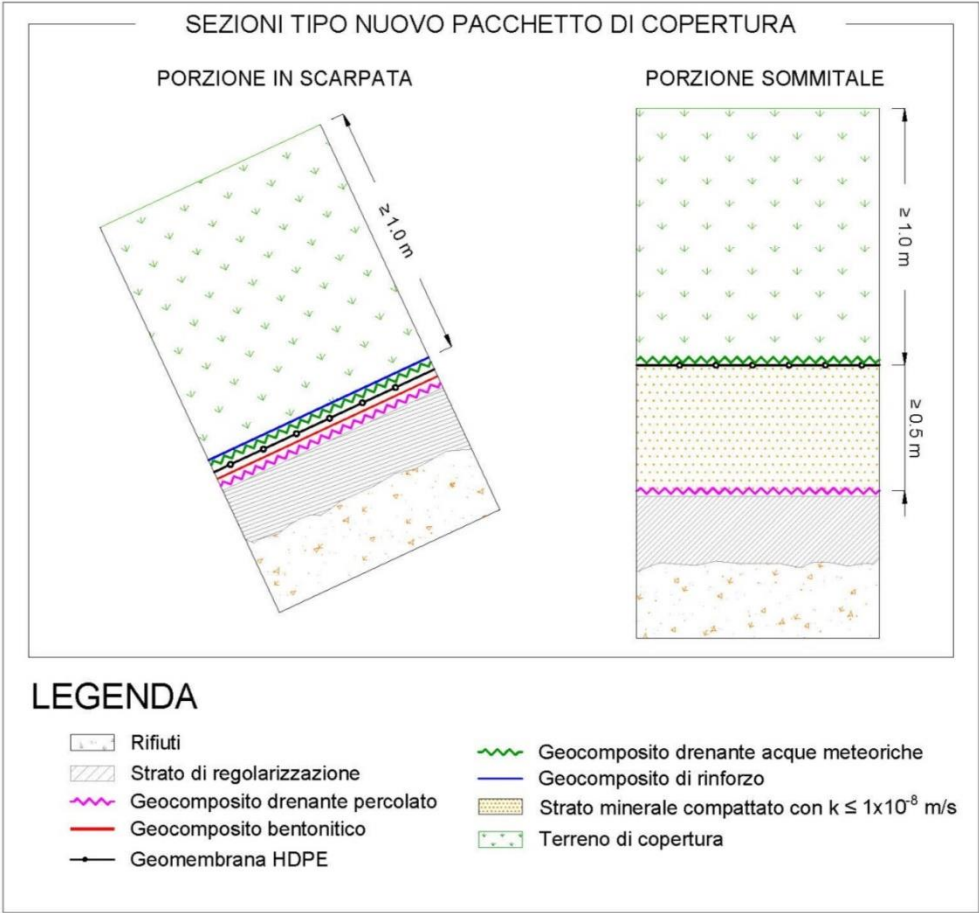 SEZIONI TIPO NUOVO PACCHETTO DI COPERTURA
PORZIONE IN SCARPATA
PORZIONE SOMMITALE
≥ 1.0 m
≥ 1.0 m
≥ 0.5 m
LEGENDA
Rifiuti
Strato di regolarizzazione
Geocomposito drenante percolato
Geocomposito bentonitico
Geomembrana HDPE
Geocomposito drenante acque meteoriche
Geocomposito di rinforzo
Strato minerale compattato con k ≤ 1x10⁻⁸ m/s
Terreno di copertura